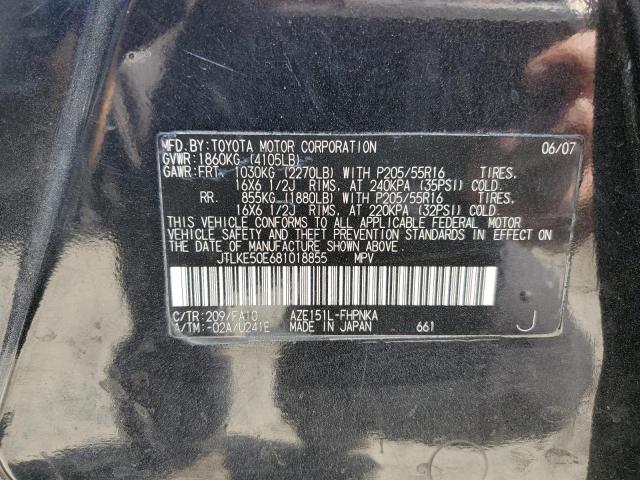 MFD.BY:TOYOTA MOTOR CORPORATION 06/07
GVWR:1860KG (4105LB)
GAWR:FRT. 1030KG (2270LB) WITH P205/55R16 TIRES.
16X6 1/2J RIMS, AT 240KPA (35PSI) COLD.
RR. 855KG (1880LB) WITH P205/55R16 TIRES.
16X6 1/2J RIMS, AT 220KPA (32PSI) COLD.
THIS VEHICLE CONFORMS TO ALL APPLICABLE FEDERAL MOTOR
VEHICLE SAFETY AND THEFT PREVENTION STANDARDS IN EFFECT
ON THE DATE OF MANUFACTURE SHOWN ABOVE.
JTLKE50E681018855 MPV
C/TR:209/FA10 AZE151L-FHPNKA
A/TM:-02A/U241E MADE IN JAPAN 661 J